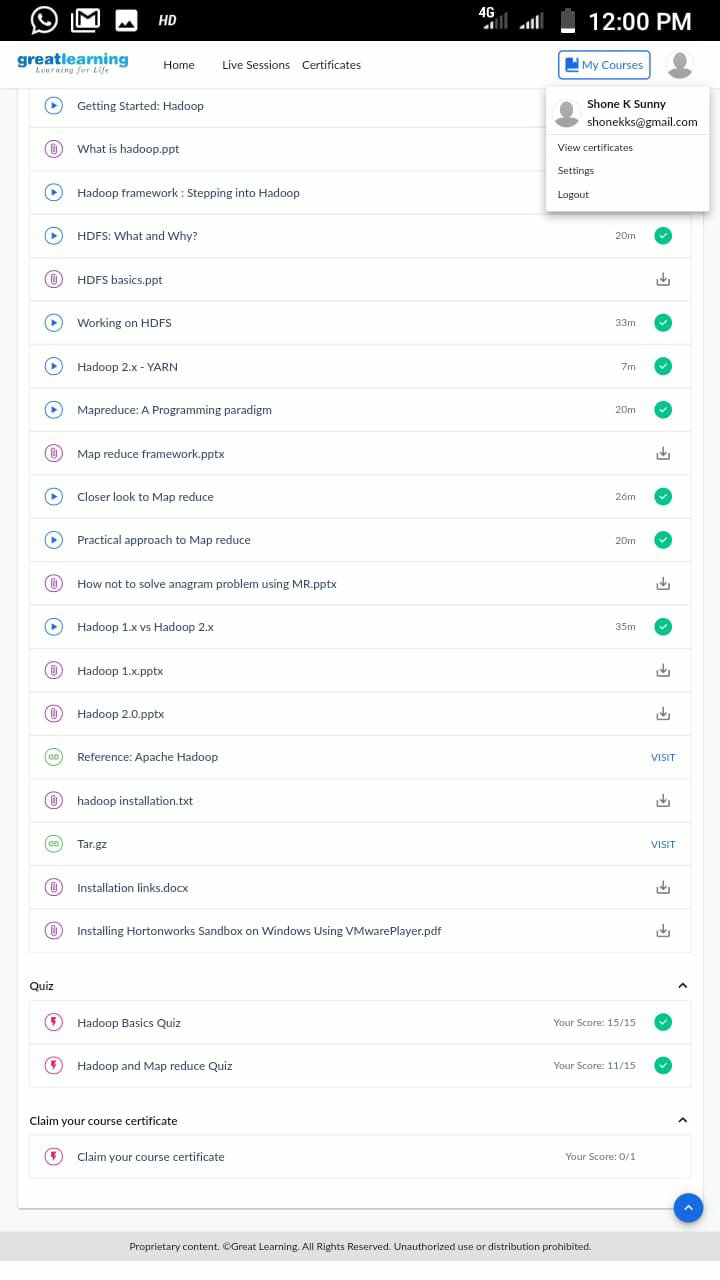 HD
4G
12:00 PM
greatlearning
Learning for Life
Home
Live Sessions
Certificates
My Courses
Shone K Sunny
shonekks@gmail.com
View certificates
Settings
Logout
Getting Started: Hadoop
What is hadoop.ppt
Hadoop framework : Stepping into Hadoop
HDFS: What and Why? 20m
HDFS basics.ppt
Working on HDFS 33m
Hadoop 2.x - YARN 7m
Mapreduce: A Programming paradigm 20m
Map reduce framework.pptx
Closer look to Map reduce 26m
Practical approach to Map reduce 20m
How not to solve anagram problem using MR.pptx
Hadoop 1.x vs Hadoop 2.x 35m
Hadoop 1.x.pptx
Hadoop 2.0.pptx
Reference: Apache Hadoop VISIT
hadoop installation.txt
Tar.gz VISIT
Installation links.docx
Installing Hortonworks Sandbox on Windows Using VMwarePlayer.pdf
Quiz
Hadoop Basics Quiz Your Score: 15/15
Hadoop and Map reduce Quiz Your Score: 11/15
Claim your course certificate
Claim your course certificate Your Score: 0/1
Proprietary content. ©Great Learning. All Rights Reserved. Unauthorized use or distribution prohibited.